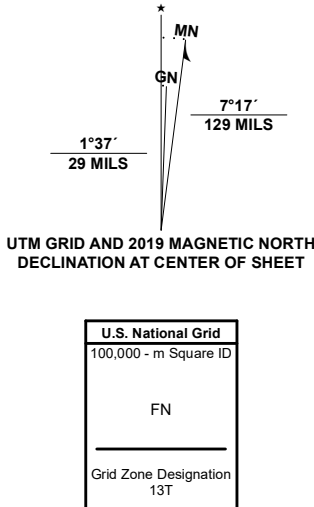 MN
GN
7°17´
129 MILS
1°37´
29 MILS
UTM GRID AND 2019 MAGNETIC NORTH
DECLINATION AT CENTER OF SHEET
U.S. National Grid
100,000 - m Square ID
FN
Grid Zone Designation
13T